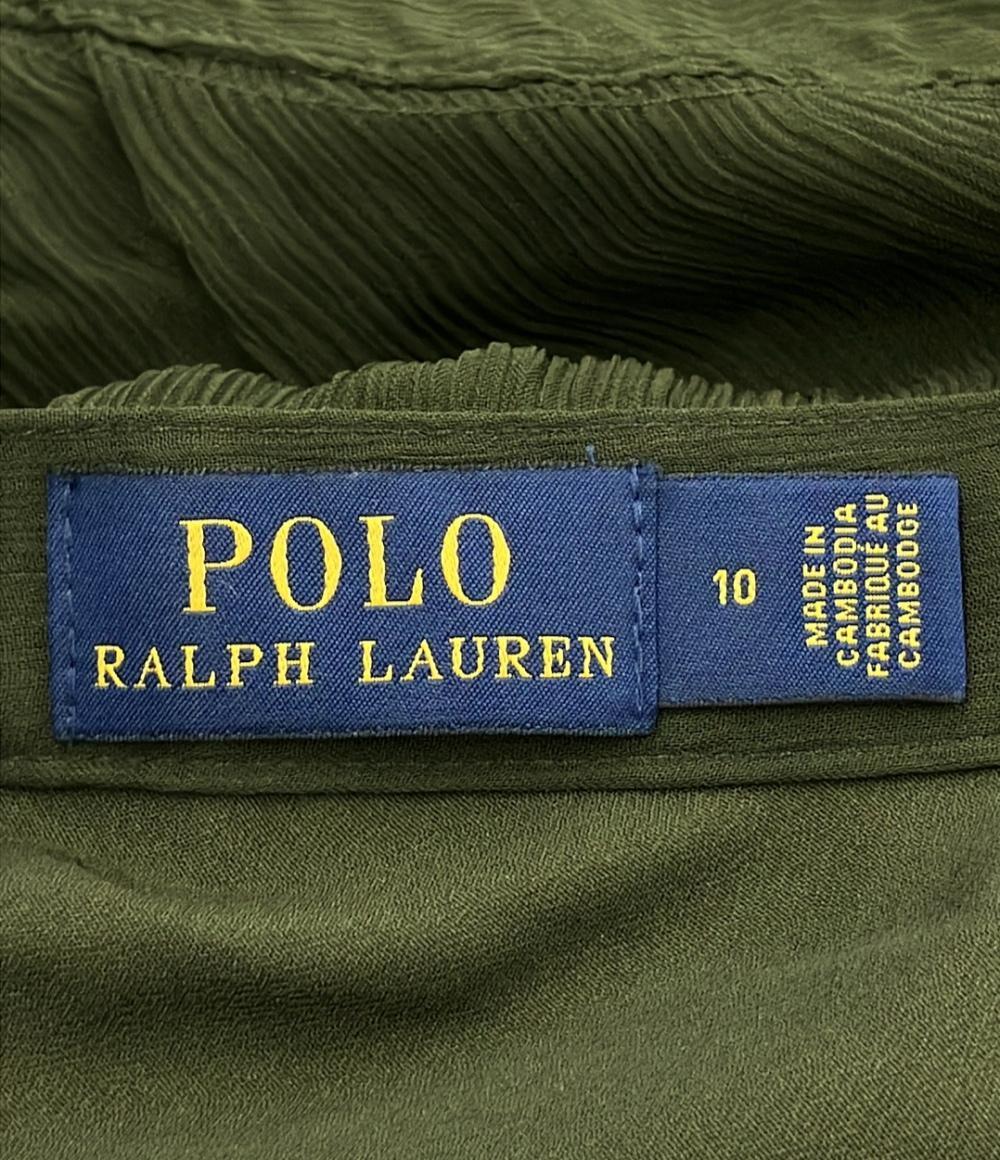 POLO
RALPH LAUREN
10
MADE IN
CAMBODIA
FABRIQUÉ AU
CAMBODGE